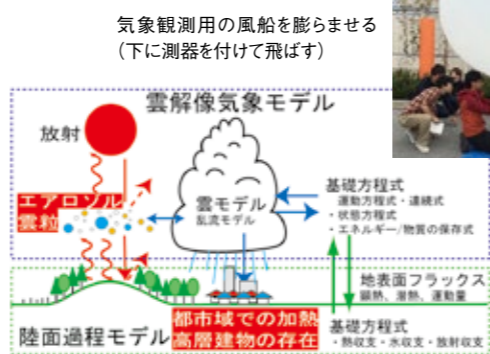 気象観測用の風船を膨らませる
(下に測器を付けて飛ばす)
雲解像気象モデル
放射
エアロゾル
雲粒
雲モデル
乱流モデル
基礎方程式
運動方程式・連続式
・状態方程式
・エネルギー/物質の保存式
地表面フラックス
顕熱、潜熱、運動量
陸面過程モデル
都市域での加熱
高層建物の存在
基礎方程式
・熱収支・水収支・放射収支